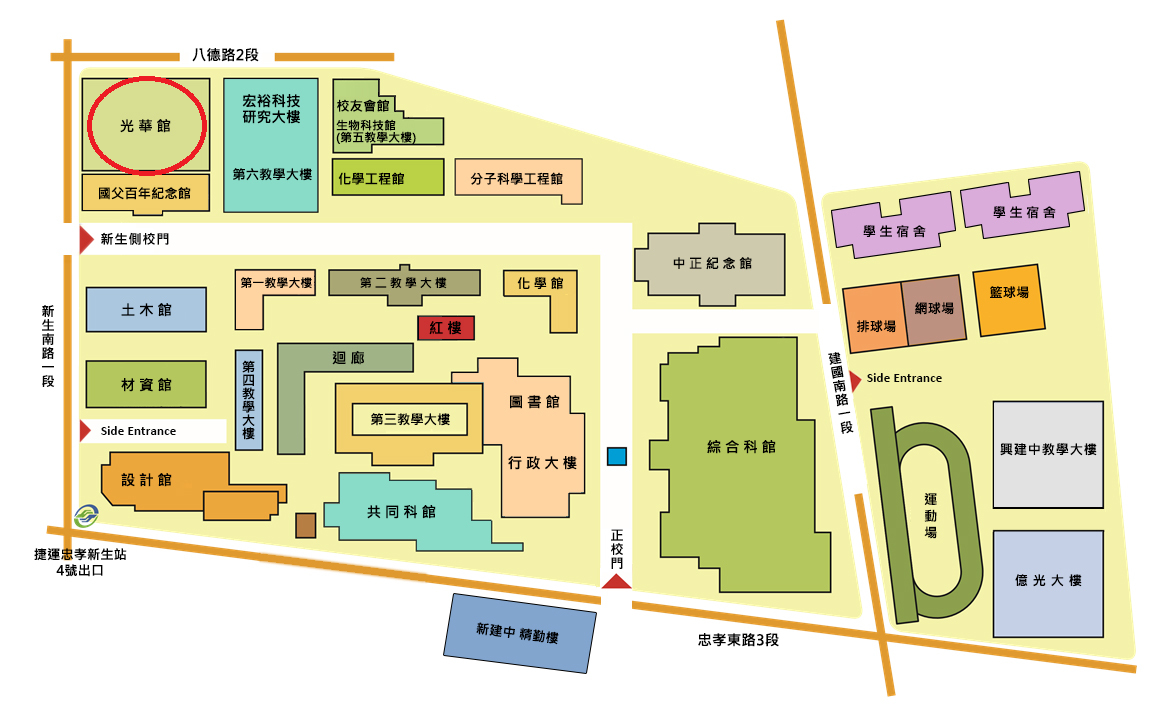 八德路2段
光華館
宏裕科技
研究大樓
第六教學大樓
校友會館
生物科技館
(第五教學大樓)
化學工程館
分子科學工程館
國父百年紀念館
新生側校門
中正紀念館
學生宿舍
學生宿舍
排球場
網球場
籃球場
新生南路一段
土木館
第一教學大樓
第二教學大樓
化學館
紅樓
迴廊
材資館
第四教學大樓
第三教學大樓
圖書館
行政大樓
Side Entrance
設計館
共同科館
綜合科館
建國南路一段
Side Entrance
興建中教學大樓
運動場
億光大樓
正校門
捷運忠孝新生站
4號出口
新建中 精勤樓
忠孝東路3段